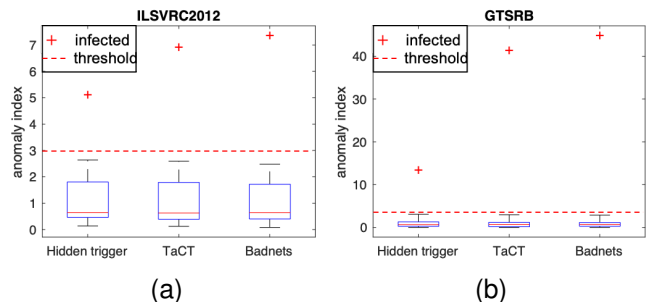 ILSVRC2012
infected
threshold
anomaly index
7
6
5
4
3
2
1
0
Hidden trigger TaCT Badnets
(a)
GTSRB
infected
threshold
anomaly index
40
30
20
10
0
Hidden trigger TaCT Badnets
(b)